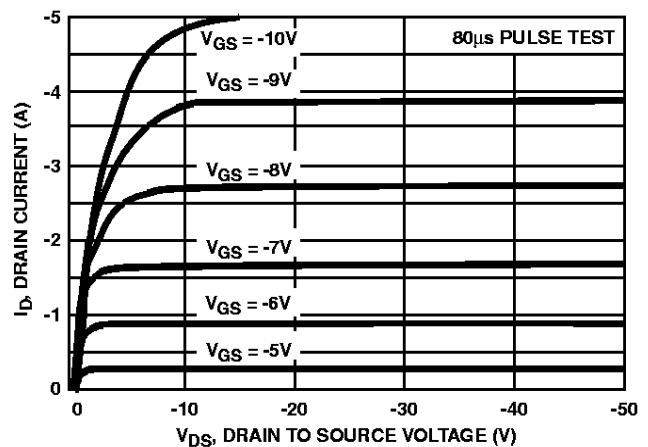 -5
-4
-3
-2
-1
0
I_D, DRAIN CURRENT (A)
V_GS = -10V
80µs PULSE TEST
V_GS = -9V
V_GS = -8V
V_GS = -7V
V_GS = -6V
V_GS = -5V
0 -10 -20 -30 -40 -50
V_DS, DRAIN TO SOURCE VOLTAGE (V)